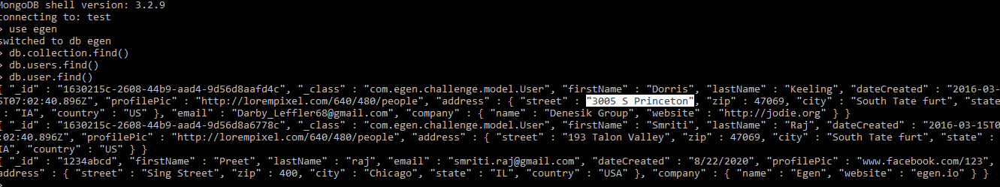 MongoDB shell version: 3.2.9
connecting to: test
> use egen
switched to db egen
> db.collection.find()
> db.users.find()
> db.user.find()
{ "_id" : "1630215c-2608-44b9-aad4-9d56d8aafd4c", "_class" : "com.egen.challenge.model.User", "firstName" : "Dorris, "lastName" : "Keeling", "dateCreated" : "2016-03-
5T07:02:40.896Z", "profilePic" : "http://lorempixel.com/640/480/people", "address" : { "street" : "3005 S Princeton", "zip" : 47069, "city" : "South Tate furt", "state
: "IA", "country" : "US" }, "email" : "Darby_Leffler68@gmail.com", "company" : { "name" : "Denesik Group", "website" : "http://jodie.org" } }
{ "_id" : "1630215c-2608-44b9-aad4-9d56d8a6778c", "_class" : "com.egen.challenge.model.User", "firstName" : "Smriti", "lastName" : "Raj", "dateCreated" : "2016-03-15T0
:02:40.896Z", "profilePic" : "http://lorempixel.com/640/480/people", "address" : { "street" : "193 Talon Valley", "zip" : 47069, "city" : "South Tate furt", "state" :
IA", "country" : "US" } }
{ "_id" : "1234abcd", "firstName" : "Preet", "lastName" : "raj", "email" : "smriti.raj@gmail.com", "dateCreated" : "8/22/2020", "profilePic" : "www.facebook.com/123",
address" : { "street" : "Sing Street", "zip" : 400, "city" : "Chicago", "state" : "IL", "country" : "USA" }, "company" : { "name" : "Egen", "website" : "egen.io" } }
>